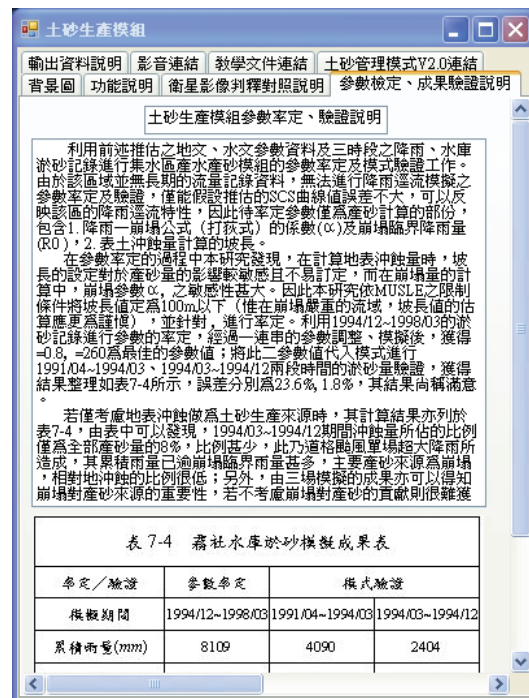 土砂生產模組
輸出資料說明 影音連結 教學文件連結 土砂管理模式V2.0連結
背景圖 功能說明 衛星影像判釋對照說明 參數檢定、成果驗證說明
土砂生產模組參數率定、驗證說明
利用前述推估之地文、水文參數資料及三時段之降雨、水庫
淤砂記錄進行集水區產水產砂模組的參數率定及模式驗證工作。
由於該區域並無長期的流量記錄資料，無法進行降雨逕流模擬之
參數率定及驗證，僅能假設推估的SCS曲線值誤差不大，可以反
映該區的降雨逕流特性，因此待率定參數僅為產砂計算的部份，
包含1.降雨—崩塌公式（打荻式）的係數(α)及崩塌臨界降雨量
(R0)，2.表土沖蝕量計算的坡長。
在參數率定的過程中本研究發現，在計算地表沖蝕量時，坡
長的設定對於產砂量的影響較敏感且不易訂定，而在崩塌量的計
算中，崩塌參數α，之敏感性甚大。因此本研究依MUSLE之限制
條件將坡長值定為100m以下（惟在崩塌嚴重的流域，坡長值的估
算應更為謹慎），並針對，進行率定。利用1994/12~1998/03的淤
砂記錄進行參數的率定，經過一連串的參數調整、模擬後，獲得
=0.8, =260為最佳的參數值；將此二參數值代入模式進行
1991/04~1994/03、1994/03~1994/12兩段時間的淤砂量驗證，獲得
結果整理如表7-4所示，誤差分別為23.6%, 1.8%，其結果尚稱滿意
。
若僅考慮地表沖蝕做為土砂生產來源時，其計算結果亦列於
表7-4，由表中可以發現，1994/03~1994/12期間沖蝕量所佔的比例
僅為全部產砂量的8%，比例甚少，此乃道格颱風單場超大降雨所
造成，其累積雨量已逾崩塌臨界雨量甚多，主要產砂來源為崩塌
，相對地沖蝕的比例很低；另外，由三場模擬的成果亦可以得知
崩塌對產砂來源的重要性，若不考慮崩塌對產砂的貢獻則很難獲
表 7-4 霧社水庫淤砂模擬成果表
率定／驗證 參數率定 模式驗證
模擬期間 1994/12~1998/03 1991/04~1994/03 1994/03~1994/12
累積雨量(mm) 8109 4090 2404